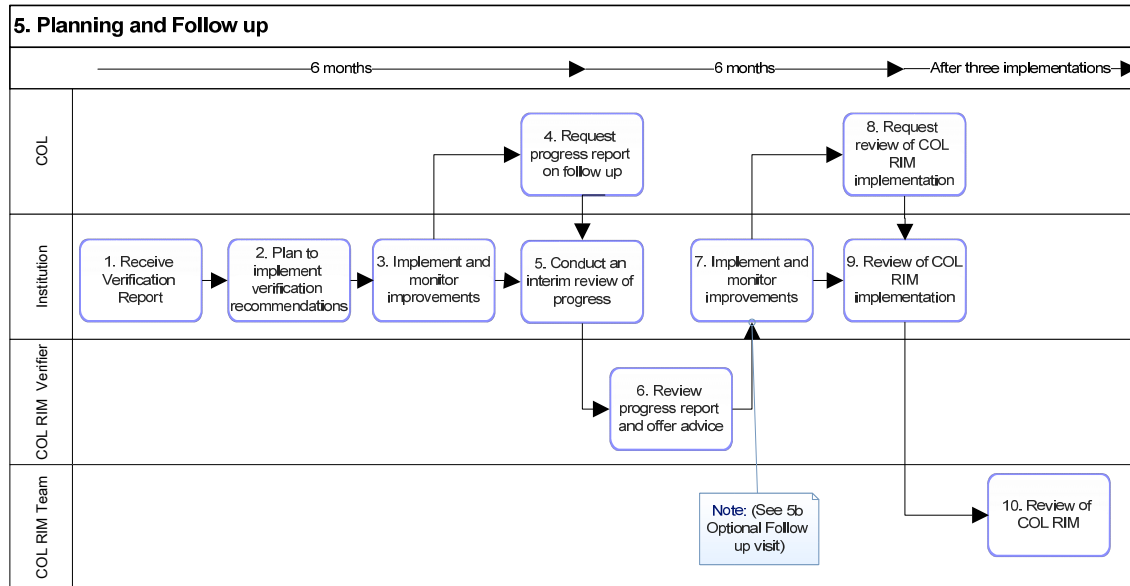 5. Planning and Follow up
6 months
6 months
After three implementations
COL
4. Request
progress report
on follow up
8. Request
review of COL
RIM
implementation
Institution
1. Receive
Verification
Report
2. Plan to
implement
verification
recommendations
3. Implement and
monitor
improvements
5. Conduct an
interim review of
progress
7. Implement and
monitor
improvements
9. Review of COL
RIM
implementation
COL RIM Verifier
6. Review
progress report
and offer advice
COL RIM Team
Note: (See 5b
Optional Follow
up visit)
10. Review of
COL RIM